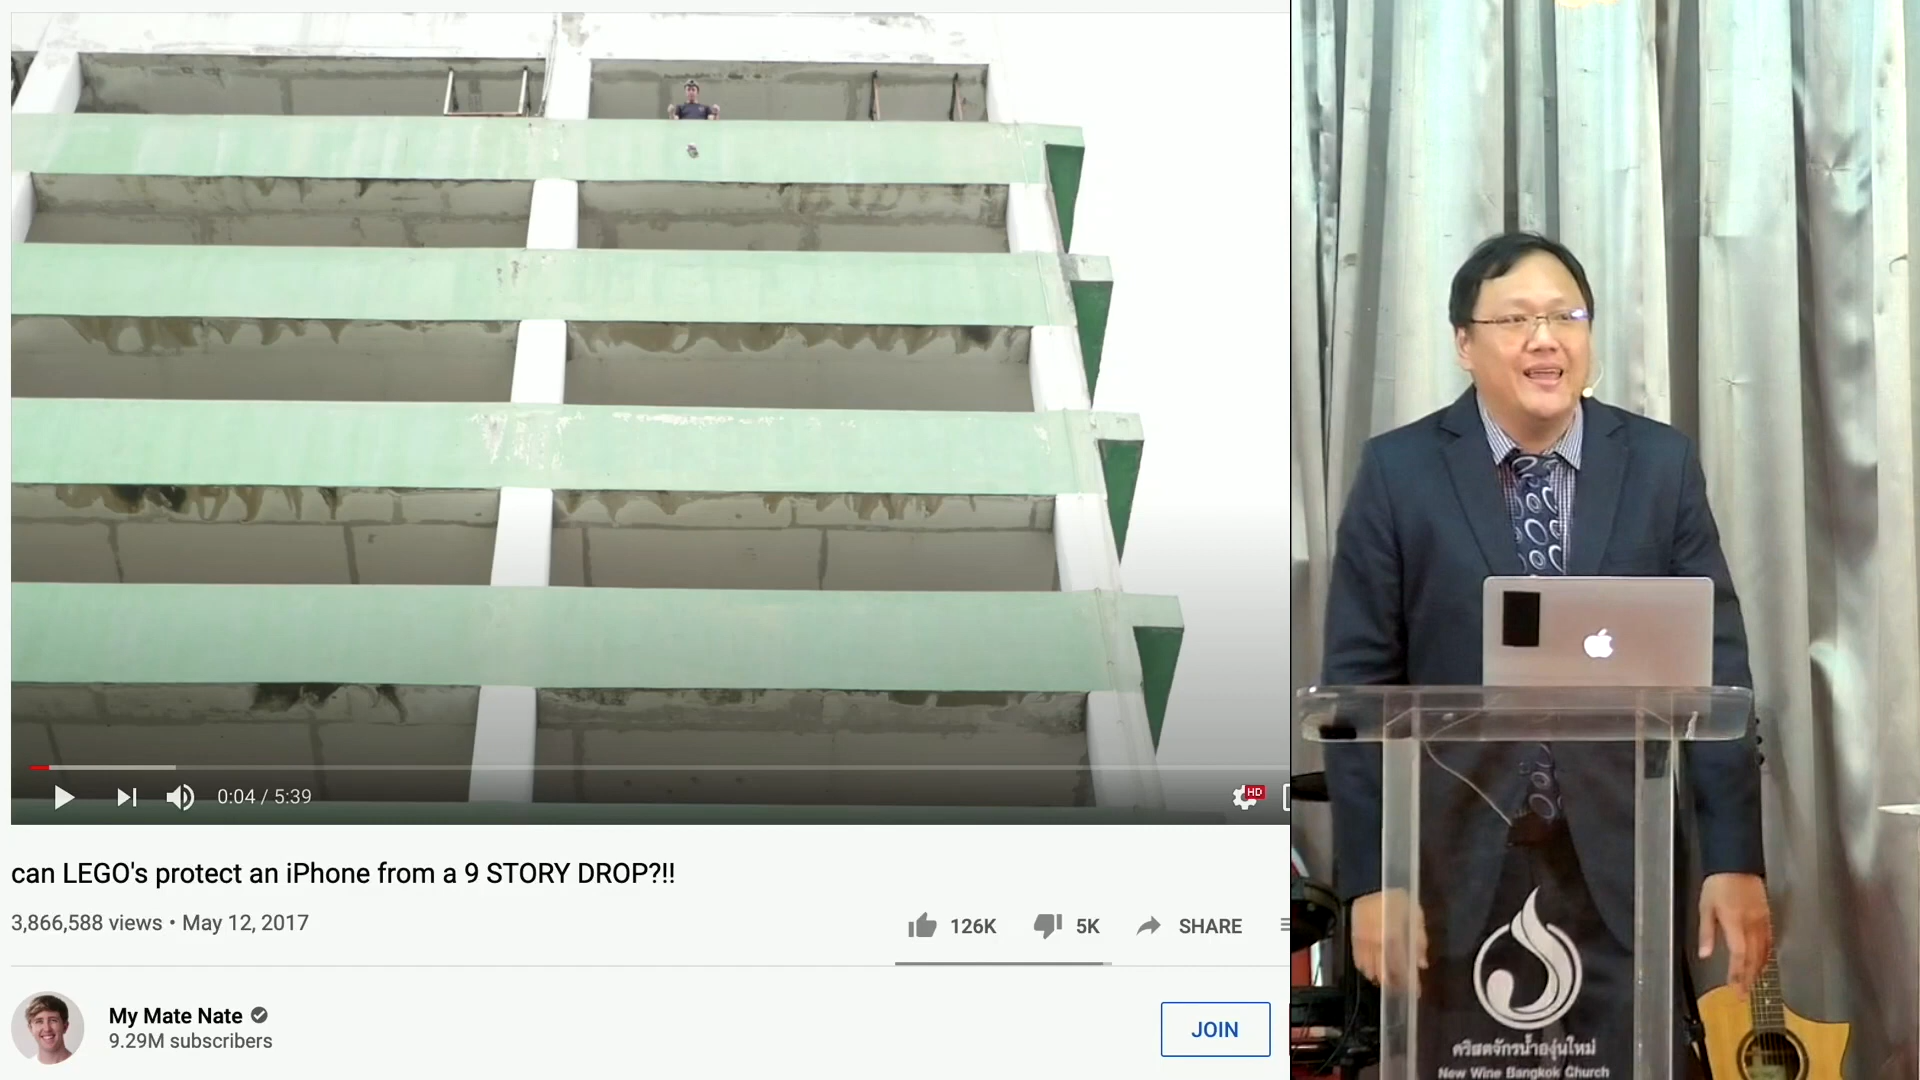 0:04 / 5:39
HD
can LEGO's protect an iPhone from a 9 STORY DROP?!!
3,866,588 views • May 12, 2017
126K
5K
SHARE
My Mate Nate
9.29M subscribers
JOIN
คริสตจักรน้ำองุ่นใหม่
New Wine Bangkok Church